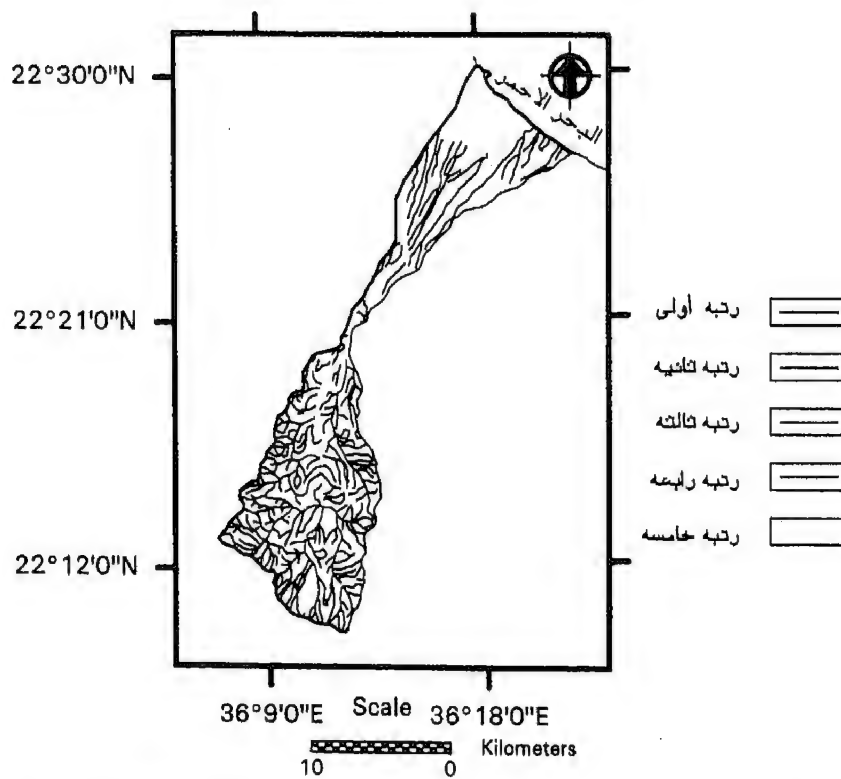 22°30'0"N
البحر الاحمر
22°21'0"N
22°12'0"N
رتبه أولى
رتبه ثانيه
رتبه ثالثه
رتبه رابعه
رتبه خامسه
36°9'0"E
Scale
36°18'0"E
Kilometers
10 0